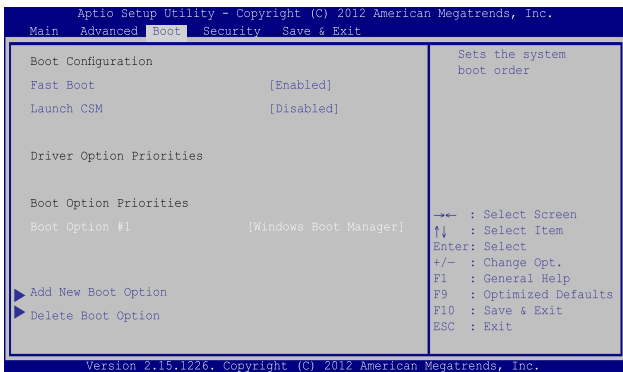 Aptio Setup Utility - Copyright (C) 2012 American Megatrends, Inc.
Main Advanced Boot Security Save & Exit
Boot Configuration
Fast Boot [Enabled]
Launch CSM [Disabled]
Driver Option Priorities
Boot Option Priorities
Boot Option #1 [Windows Boot Manager]
Add New Boot Option
Delete Boot Option
Sets the system
boot order
→← : Select Screen
↑↓ : Select Item
Enter: Select
+/— : Change Opt.
F1 : General Help
F9 : Optimized Defaults
F10 : Save & Exit
ESC : Exit
Version 2.15.1226. Copyright (C) 2012 American Megatrends, Inc.